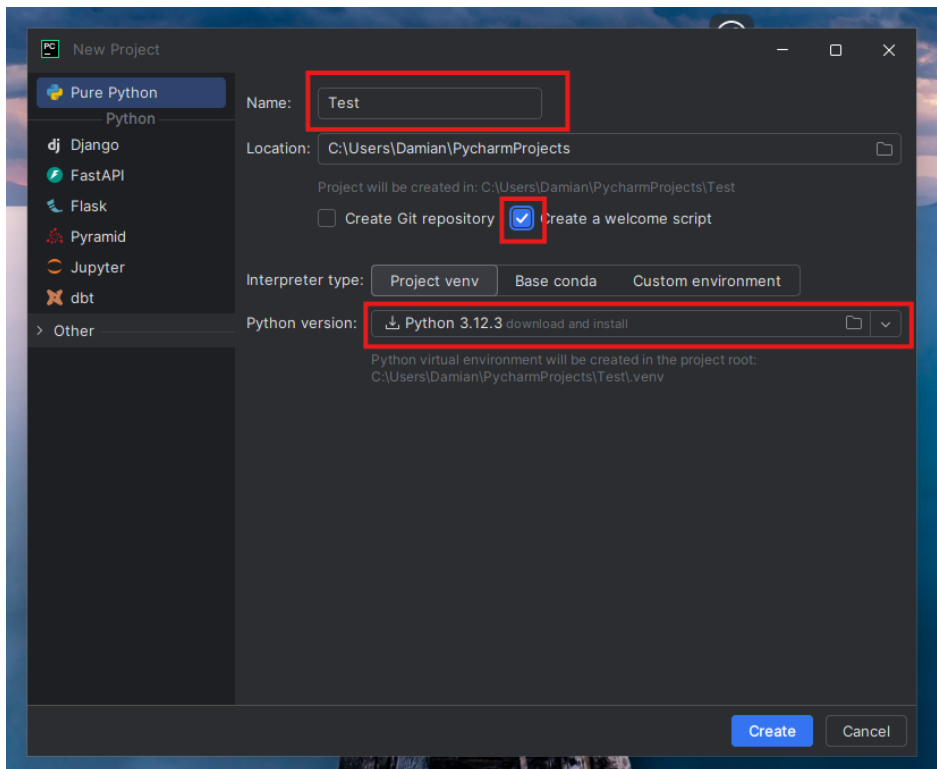 PC New Project
Pure Python
Python
dj Django
FastAPI
Flask
Pyramid
Jupyter
dbt
Other
Name: Test
Location: C:\Users\Damian\PycharmProjects
Project will be created in: C:\Users\Damian\PycharmProjects\Test
Create Git repository Create a welcome script
Interpreter type: Project venv Base conda Custom environment
Python version: Python 3.12.3 download and install
Python virtual environment will be created in the project root:
C:\Users\Damian\PycharmProjects\Test\.venv
Create Cancel